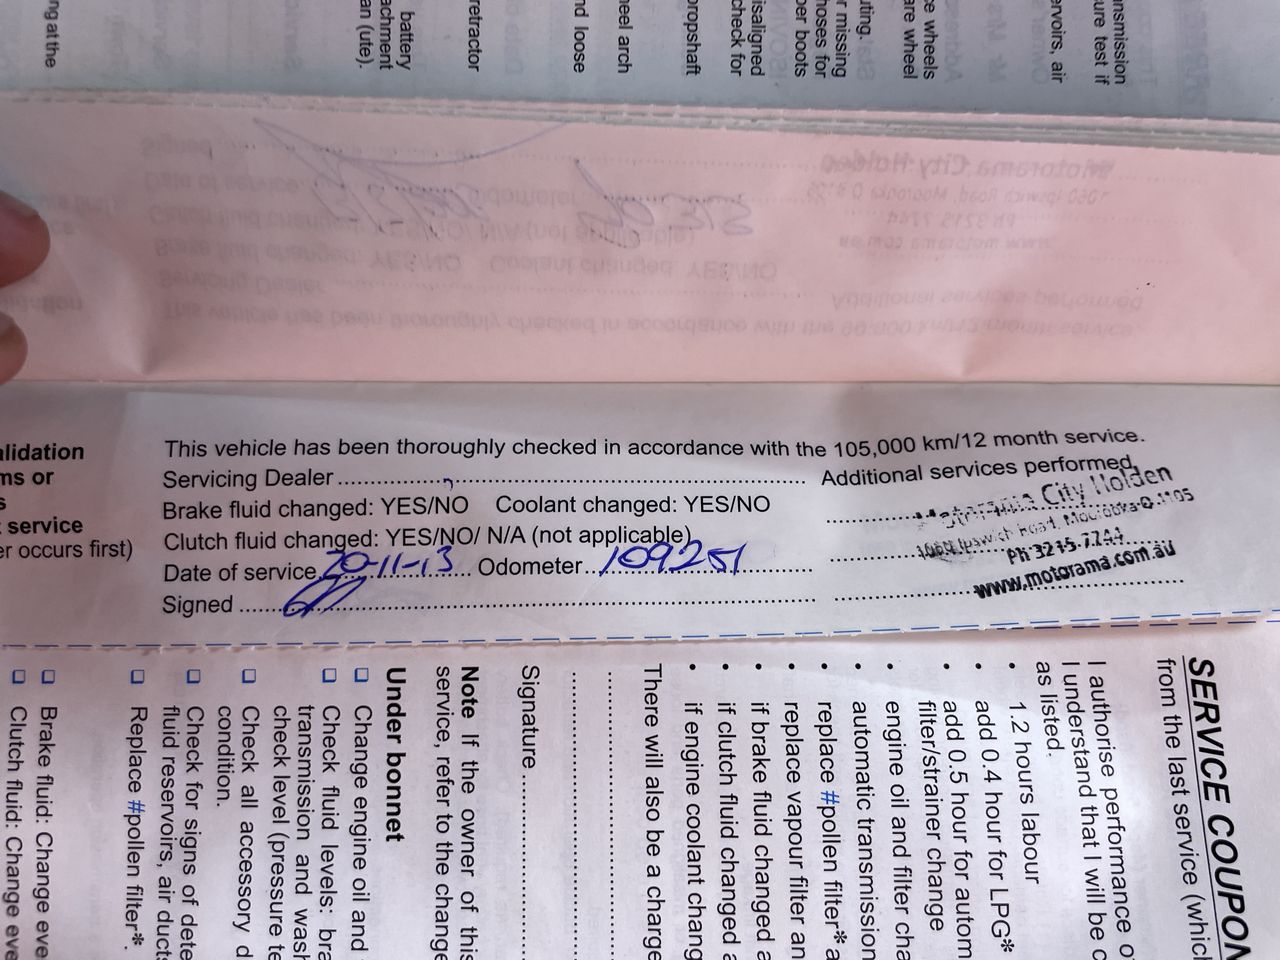 ng at the
battery
achment
an (ute).
retractor
nd loose
eel arch
propshaft
isaligned
check for
hoses for
per boots
uting,
r missing
ce wheels
are wheel
ervoirs, air
ansmission
ure test if
alidation
ms or
s
service
er occurs first)
This vehicle has been thoroughly checked in accordance with the 105,000 km/12 month service.
Servicing Dealer
Additional services performed
Brake fluid changed: YES/NO Coolant changed: YES/NO
Clutch fluid changed: YES/NO/ N/A (not applicable)
Date of service 20-11-13 Odometer 109251
Signed
Motorama City Holden
Ipswich Road, Moorooka Q 4105
Ph 3215.7244
www.motorama.com.au
SERVICE COUPON
from the last service (whic
I authorise performance o
I understand that I will be c
as listed.
• 1.2 hours labour
• add 0.4 hour for LPG*
• add 0.5 hour for autom
filter/strainer change
• engine oil and filter cha
• automatic transmission
• replace #pollen filter* a
• replace vapour filter an
• if brake fluid changed a
• if clutch fluid changed a
• if engine coolant chang
There will also be a charge
Signature
Note If the owner of this
service, refer to the change
Under bonnet
❏ Change engine oil and
❏ Check fluid levels: bra
transmission and wash
check level (pressure te
❏ Check all accessory d
condition.
❏ Check for signs of dete
fluid reservoirs, air ducts
❏ Replace #pollen filter*.
❏ Brake fluid: Change eve
❏ Clutch fluid: Change eve